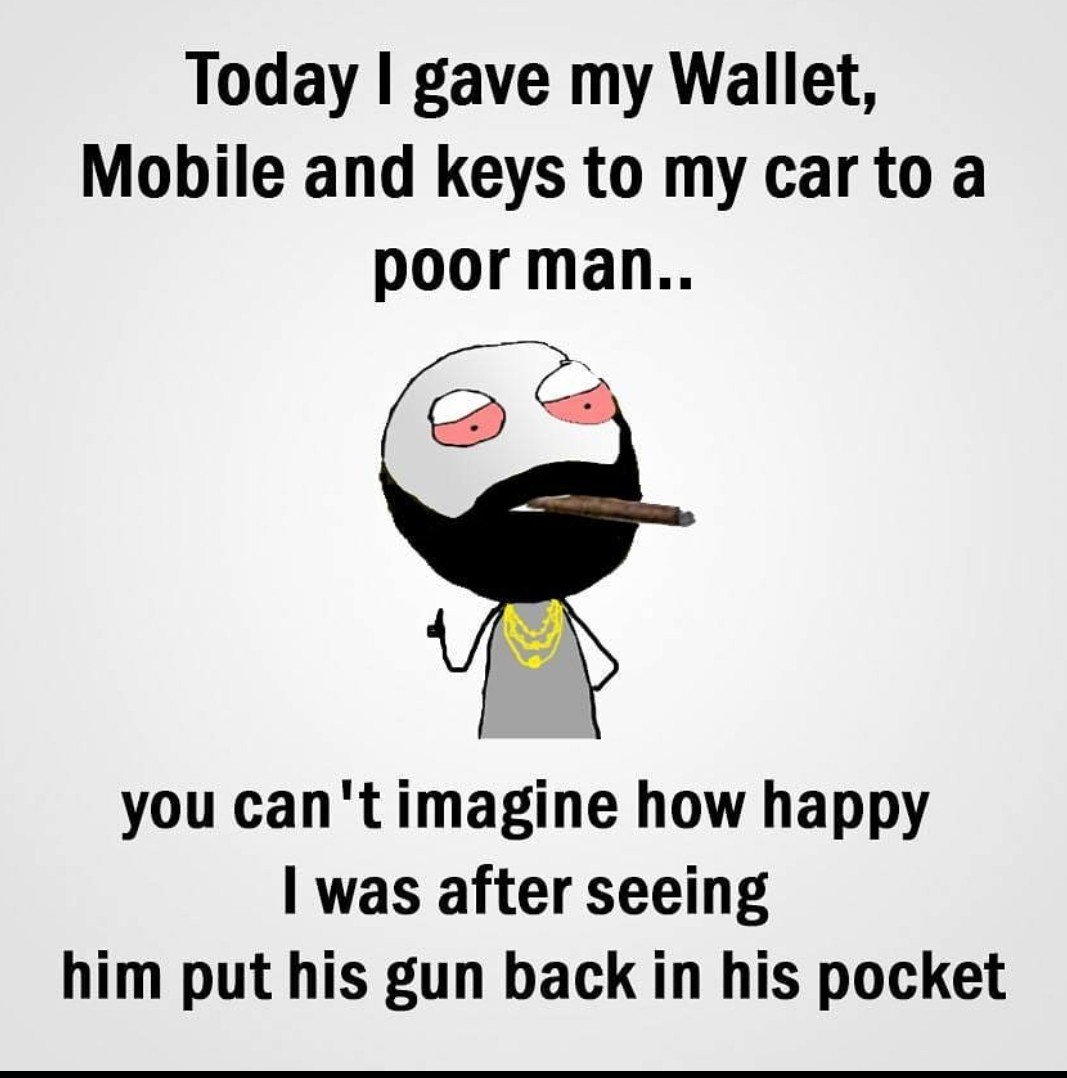 Today I gave my Wallet,
Mobile and keys to my car to a
poor man..
you can't imagine how happy
I was after seeing
him put his gun back in his pocket